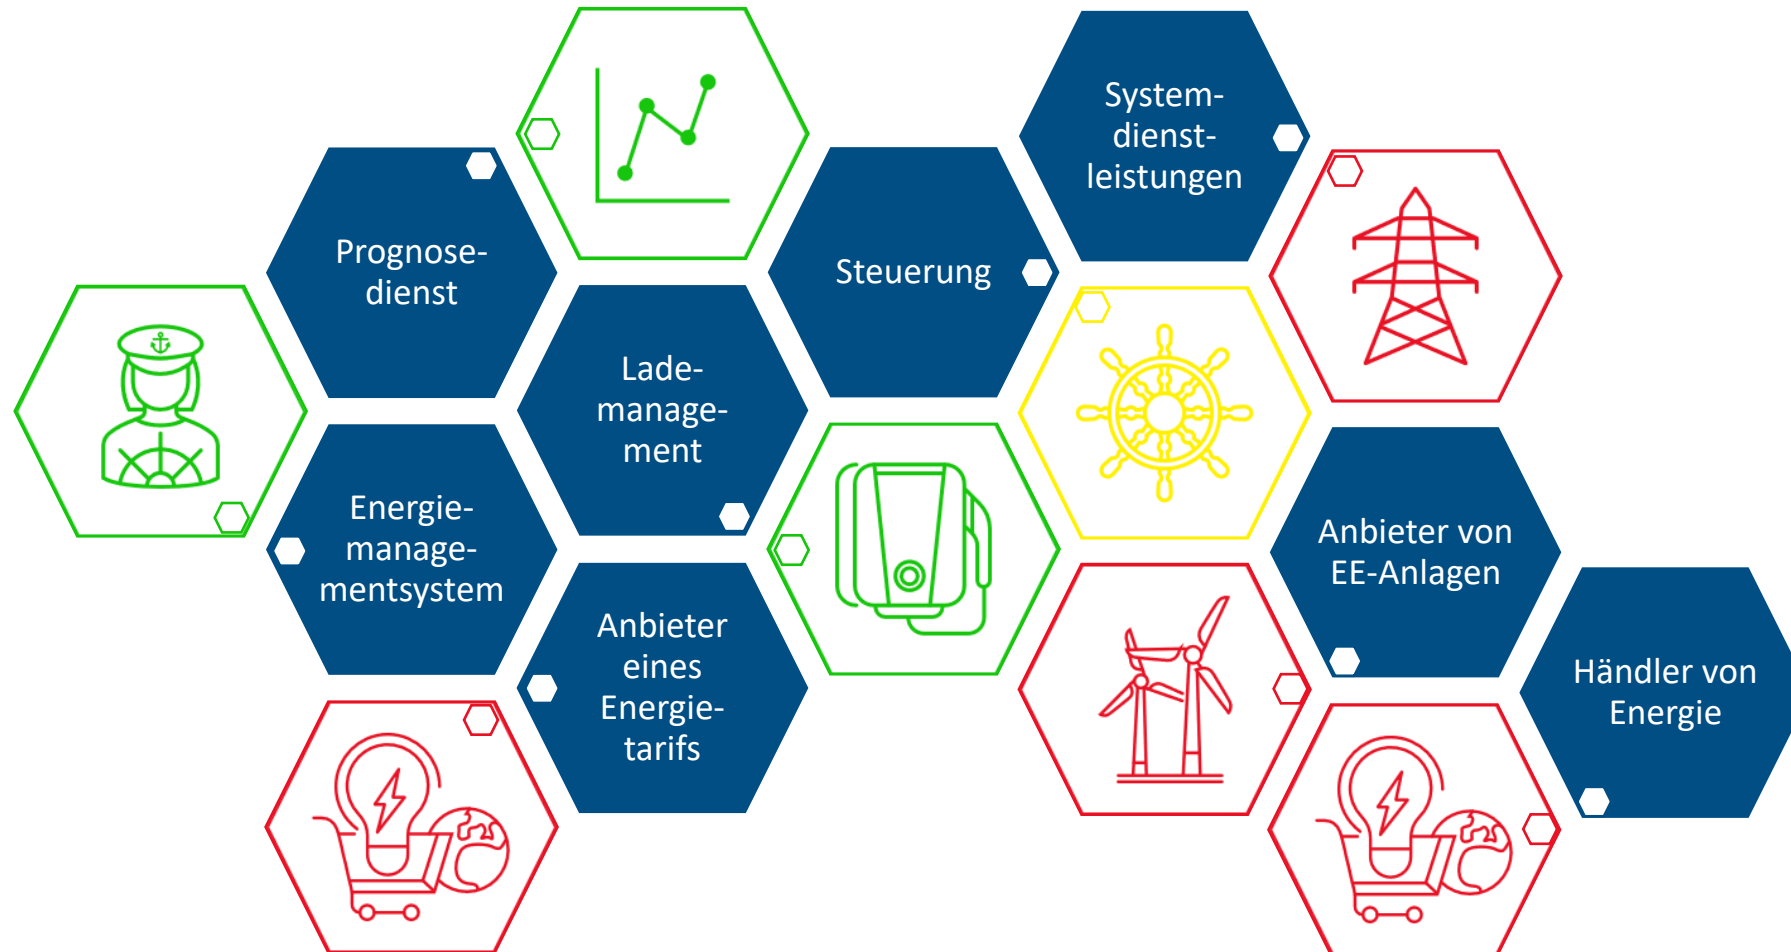 System-
dienst-
leistungen
Prognose-
dienst
Steuerung
Lade-
manage-
ment
Energie-
manage-
mentsystem
Anbieter von
EE-Anlagen
Anbieter
eines
Energie-
tarifs
Händler von
Energie